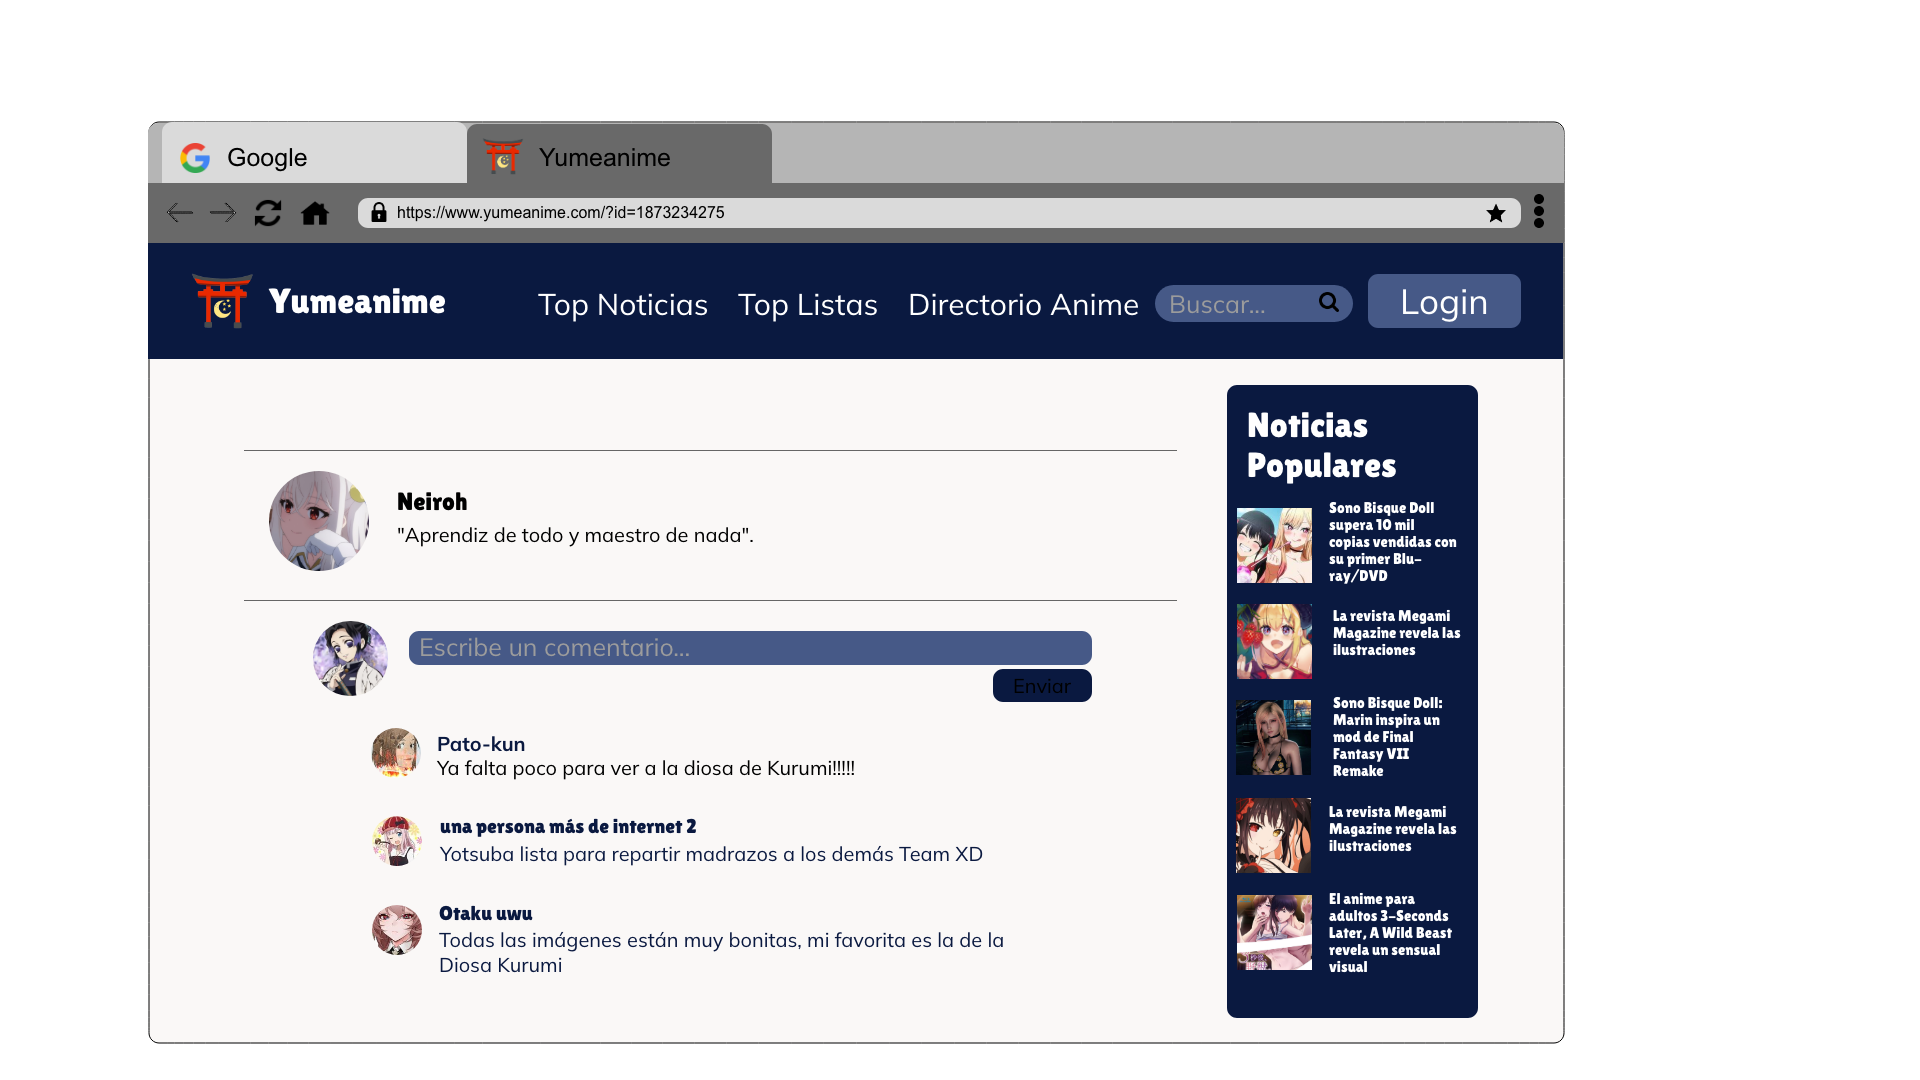 Google
Yumeanime
https://www.yumeanime.com/?id=1873234275
Yumeanime
Top Noticias
Top Listas
Directorio Anime
Buscar...
Login
Neiroh
"Aprendiz de todo y maestro de nada".
Escribe un comentario...
Enviar
Pato-kun
Ya falta poco para ver a la diosa de Kurumi!!!!!
una persona más de internet 2
Yotsuba lista para repartir madrazos a los demás Team XD
Otaku uwu
Todas las imágenes están muy bonitas, mi favorita es la de la
Diosa Kurumi
Noticias
Populares
Sono Bisque Doll
supera 10 mil
copias vendidas con
su primer Blu-
ray/DVD
La revista Megami
Magazine revela las
ilustraciones
Sono Bisque Doll:
Marin inspira un
mod de Final
Fantasy VII
Remake
La revista Megami
Magazine revela las
ilustraciones
El anime para
adultos 3-Seconds
Later, A Wild Beast
revela un sensual
visual